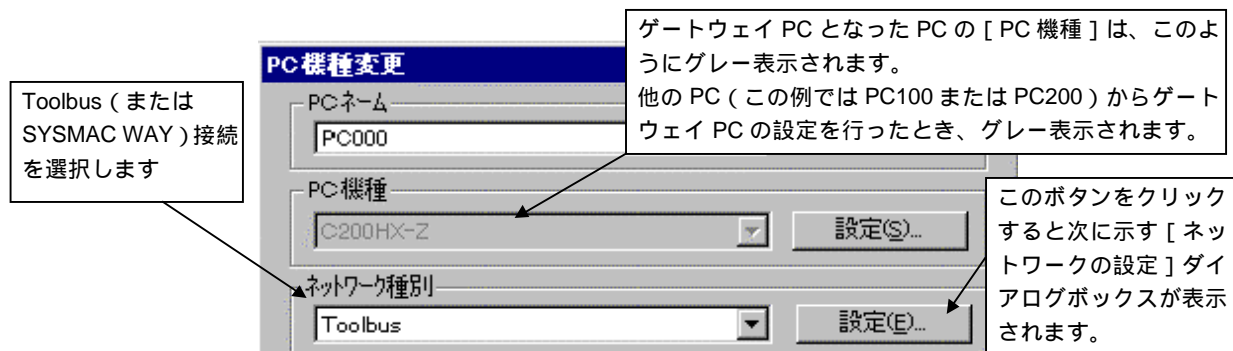 ゲートウェイ PC となった PC の [ PC 機種 ] は、このよ
うにグレー表示されます。
他の PC ( この例では PC100 または PC200 ) からゲート
ウェイ PC の設定を行ったとき、グレー表示されます。
Toolbus ( または
SYSMAC WAY ) 接続
を選択します
PC機種変更
PCネーム
PC000
PC機種
C200HX-Z
設定(S)...
ネットワーク種別
Toolbus
設定(E)...
このボタンをクリック
すると次に示す [ ネッ
トワークの設定 ] ダイ
アログボックスが表示
されます。